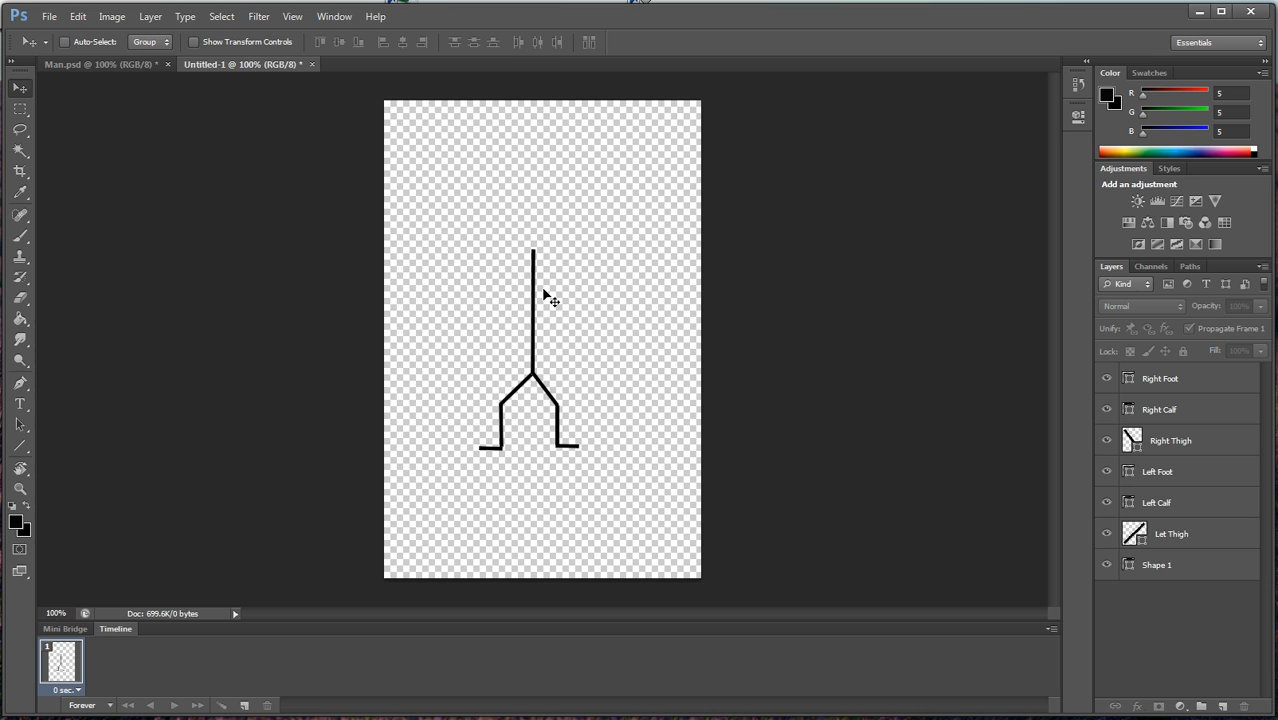 Ps File Edit Image Layer Type Select Filter View Window Help
Auto-Select: Group Show Transform Controls Essentials
Man.psd @ 100% (RGB/8) * × Untitled-1 @ 100% (RGB/8) * ×
Color Swatches
R 5
G 5
B 5
Adjustments Styles
Add an adjustment
Layers Channels Paths
Kind
Normal Opacity: 100%
Unify: Propagate Frame 1
Lock: Fill: 100%
Right Foot
Right Calf
Right Thigh
Left Foot
Left Calf
Let Thigh
Shape 1
100% Doc: 699.6K/0 bytes
Mini Bridge Timeline
1
0 sec.
Forever